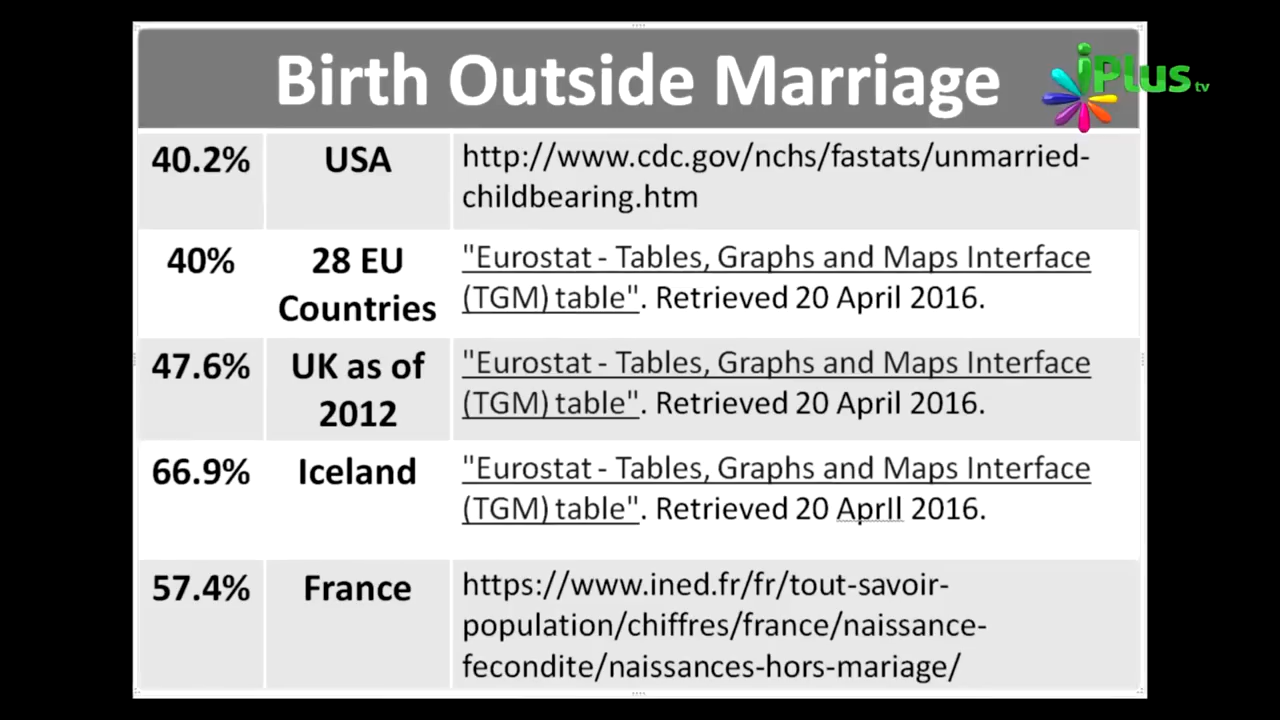 Birth Outside Marriage
iPlus tv
40.2% USA http://www.cdc.gov/nchs/fastats/unmarried-
childbearing.htm
40% 28 EU "Eurostat - Tables, Graphs and Maps Interface
Countries (TGM) table". Retrieved 20 April 2016.
47.6% UK as of "Eurostat - Tables, Graphs and Maps Interface
2012 (TGM) table". Retrieved 20 April 2016.
66.9% Iceland "Eurostat - Tables, Graphs and Maps Interface
(TGM) table". Retrieved 20 AprIl 2016.
57.4% France https://www.ined.fr/fr/tout-savoir-
population/chiffres/france/naissance-
fecondite/naissances-hors-mariage/